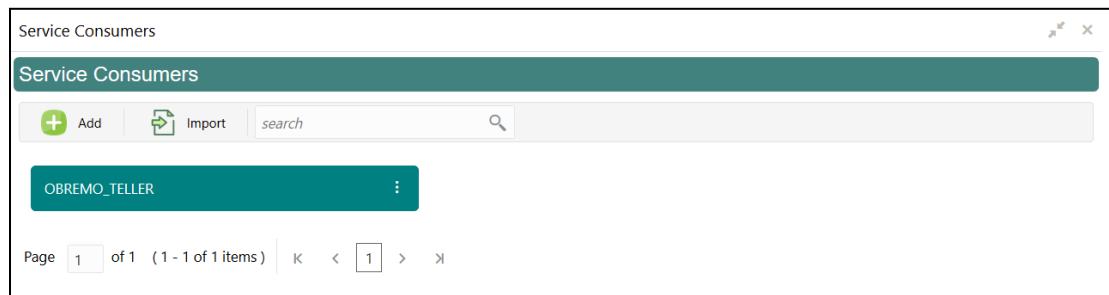 Service Consumers
Service Consumers
Add Import search
OBREMO_TELLER
Page 1 of 1 ( 1 - 1 of 1 items ) 1